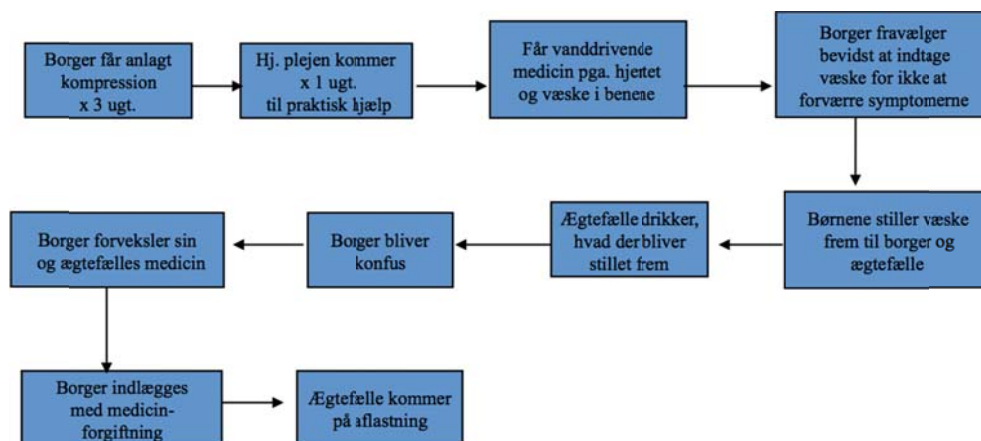 Borger får anlagt
kompression
x 3 ugt.
Hj. plejen kommer
x 1 ugt.
til praktisk hjælp
Får vanddrivende
medicin pga. hjertet
og væske i benene
Borger fravælger
bevidst at indtage
væske for ikke at
forværre symptomerne
Børnene stiller væske
frem til borger og
ægtefælle
Ægtefælle drikker,
hvad der bliver
stillet frem
Borger bliver
konfus
Borger forveksler sin
og ægtefælles medicin
Borger indlægges
med medicin-
forgiftning
Ægtefælle kommer
på aflastning